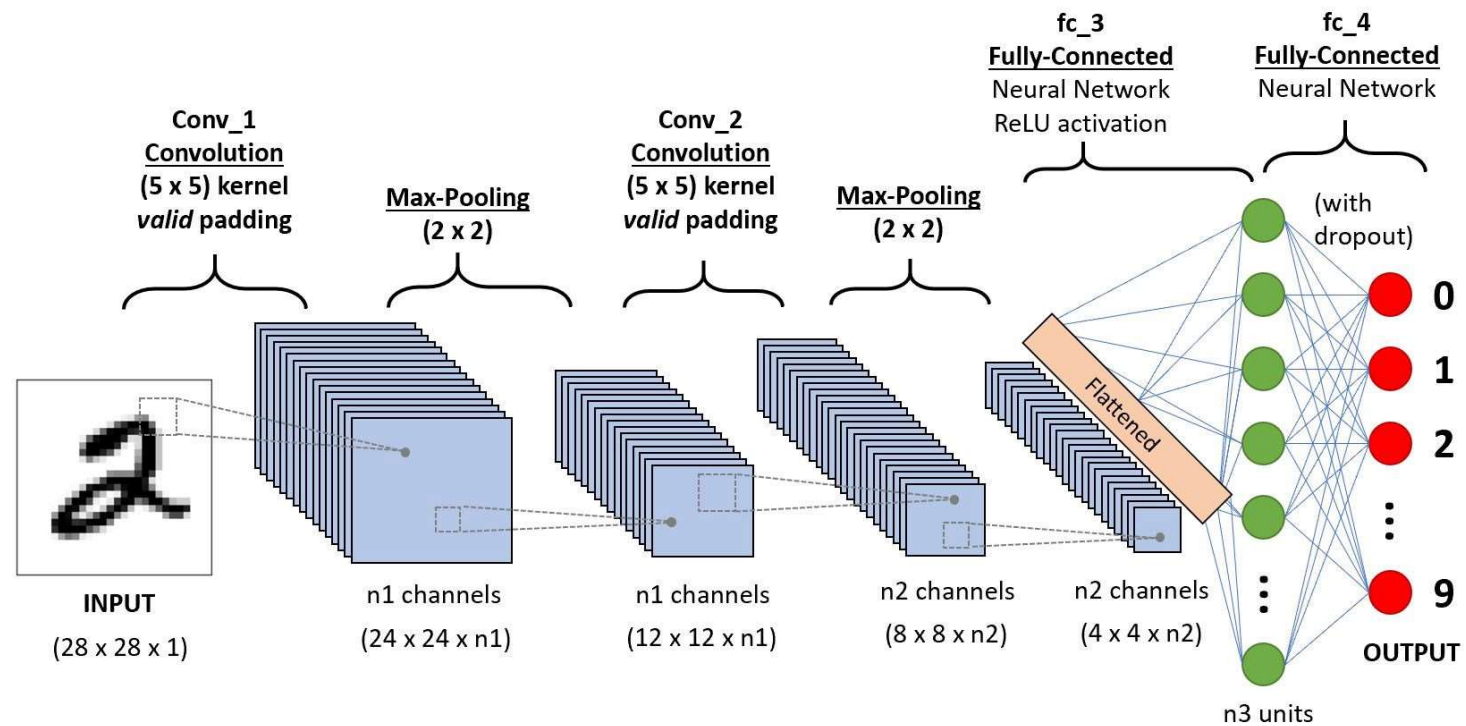 fc_3
Fully-Connected
Neural Network
ReLU activation
fc_4
Fully-Connected
Neural Network
Conv_1
Convolution
(5 x 5) kernel
valid padding
Max-Pooling
(2 x 2)
Conv_2
Convolution
(5 x 5) kernel
valid padding
Max-Pooling
(2 x 2)
(with
dropout)
Flattened
0
1
2
9
INPUT
(28 x 28 x 1)
n1 channels
(24 x 24 x n1)
n1 channels
(12 x 12 x n1)
n2 channels
(8 x 8 x n2)
n2 channels
(4 x 4 x n2)
OUTPUT
n3 units